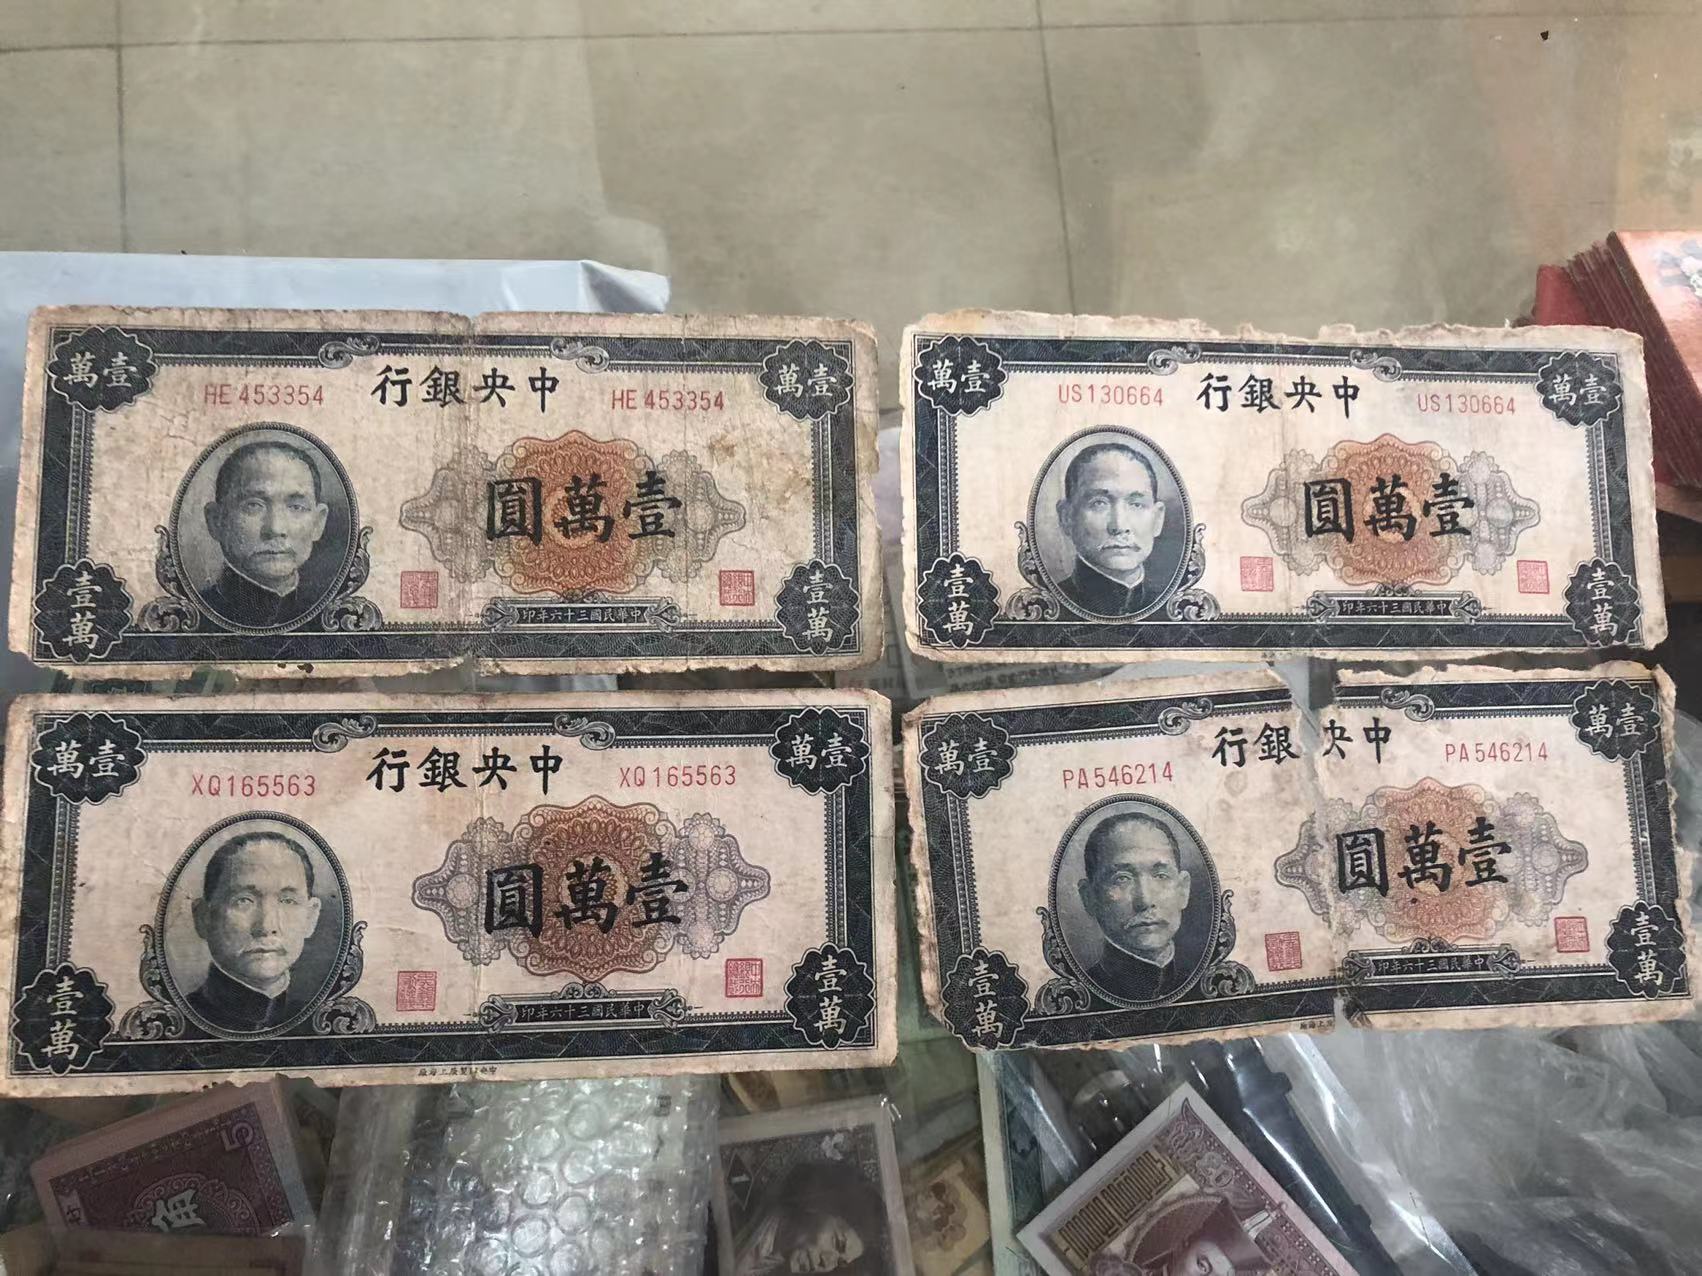 行銀央中
萬壹
萬壹
HE 453354
HE 453354
圓萬壹
壹萬
壹萬
印年六十三國民華中
行銀央中
萬壹
萬壹
US130664
US130664
圓萬壹
壹萬
壹萬
印年六十三國民華中
行銀央中
萬壹
萬壹
XQ165563
XQ165563
圓萬壹
壹萬
壹萬
印年六十三國民華中
行銀央中
萬壹
萬壹
PA546214
PA546214
圓萬壹
壹萬
壹萬
印年六十三國民華中
5
角
1